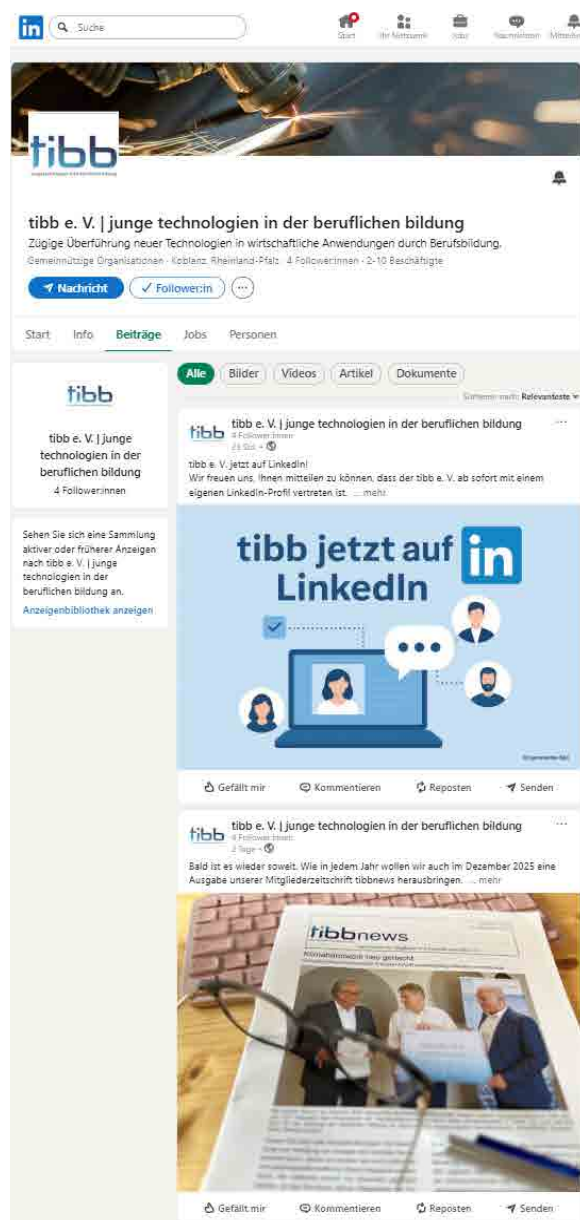 in
Suche
Start
Ihr Netzwerk
Jobs
Nachrichten
tibb
tibb e. V. | junge technologien in der beruflichen bildung
Zügige Überführung neuer Technologien in wirtschaftliche Anwendungen durch Berufsbildung.
Gemeinnützige Organisationen · Koblenz, Rheinland-Pfalz · 4 Follower:innen · 2-10 Beschäftigte
Nachricht
Follower:in
Start Info Beiträge Jobs Personen
tibb
tibb e. V. | junge
technologien in der
beruflichen bildung
4 Follower:innen
Sehen Sie sich eine Sammlung
aktiver oder früherer Anzeigen
nach tibb e. V. | junge
technologien in der
beruflichen bildung an.
Anzeigenbibliothek anzeigen
Alle Bilder Videos Artikel Dokumente
Sortieren nach: Relevanteste
tibb
tibb e. V. | junge technologien in der beruflichen bildung
4 Follower:innen
23 Std.
tibb e. V. jetzt auf LinkedIn!
Wir freuen uns, Ihnen mitteilen zu können, dass der tibb e. V. ab sofort mit einem
eigenen LinkedIn-Profil vertreten ist. ... mehr
tibb jetzt auf in
LinkedIn
Gefällt mir Kommentieren Reposten Senden
tibb
tibb e. V. | junge technologien in der beruflichen bildung
4 Follower:innen
2 Tage
Bald ist es wieder soweit. Wie in jedem Jahr wollen wir auch im Dezember 2025 eine
Ausgabe unserer Mitgliederzeitschrift tibbnews herausbringen. ... mehr
tibbnews
Gefällt mir Kommentieren Reposten Senden